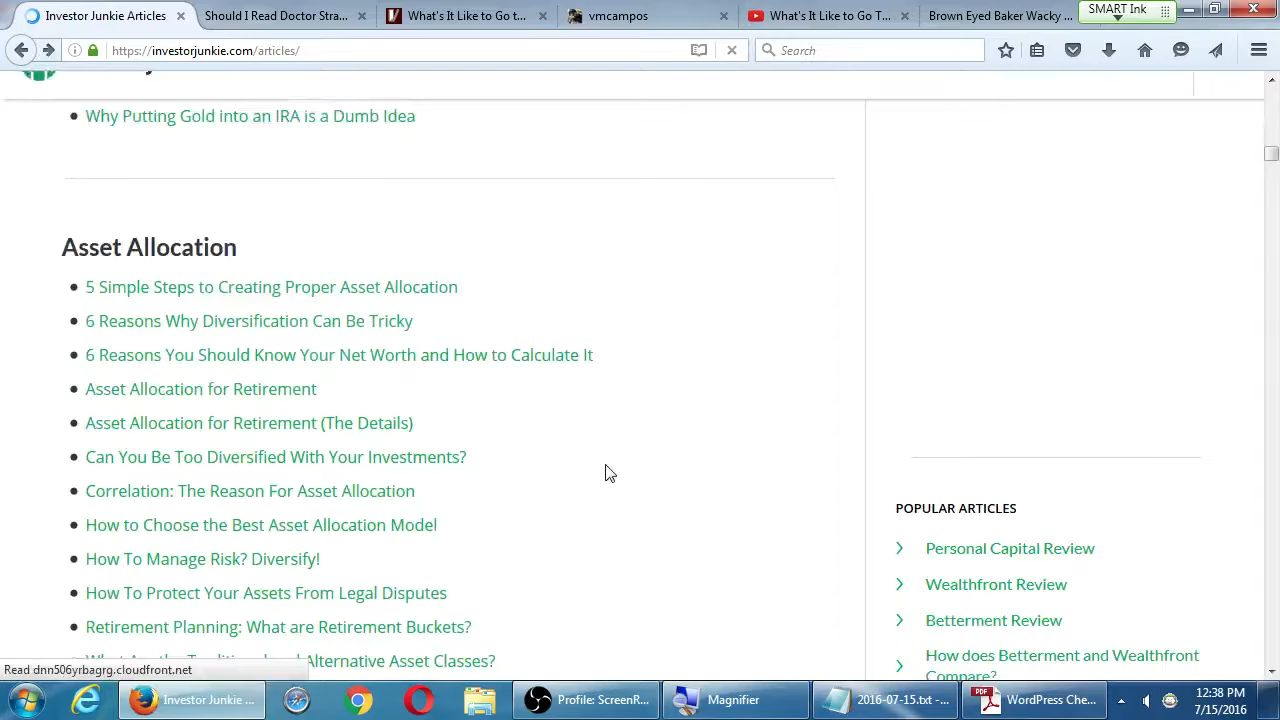 Investor Junkie Articles
Should I Read Doctor Stra...
What's It Like to Go t...
vmcampos
What's It Like to Go T...
Brown Eyed Baker Wacky ...
SMART Ink
https://investorjunkie.com/articles/
Search
Why Putting Gold into an IRA is a Dumb Idea
Asset Allocation
5 Simple Steps to Creating Proper Asset Allocation
6 Reasons Why Diversification Can Be Tricky
6 Reasons You Should Know Your Net Worth and How to Calculate It
Asset Allocation for Retirement
Asset Allocation for Retirement (The Details)
Can You Be Too Diversified With Your Investments?
Correlation: The Reason For Asset Allocation
How to Choose the Best Asset Allocation Model
How To Manage Risk? Diversify!
How To Protect Your Assets From Legal Disputes
Retirement Planning: What are Retirement Buckets?
Alternative Asset Classes?
POPULAR ARTICLES
Personal Capital Review
Wealthfront Review
Betterment Review
How does Betterment and Wealthfront
Compare?
Read dnn506yrbagrg.cloudfront.net
Investor Junkie ...
Profile: ScreenR...
Magnifier
2016-07-15.txt -...
PDF
WordPress Che...
12:38 PM
7/15/2016